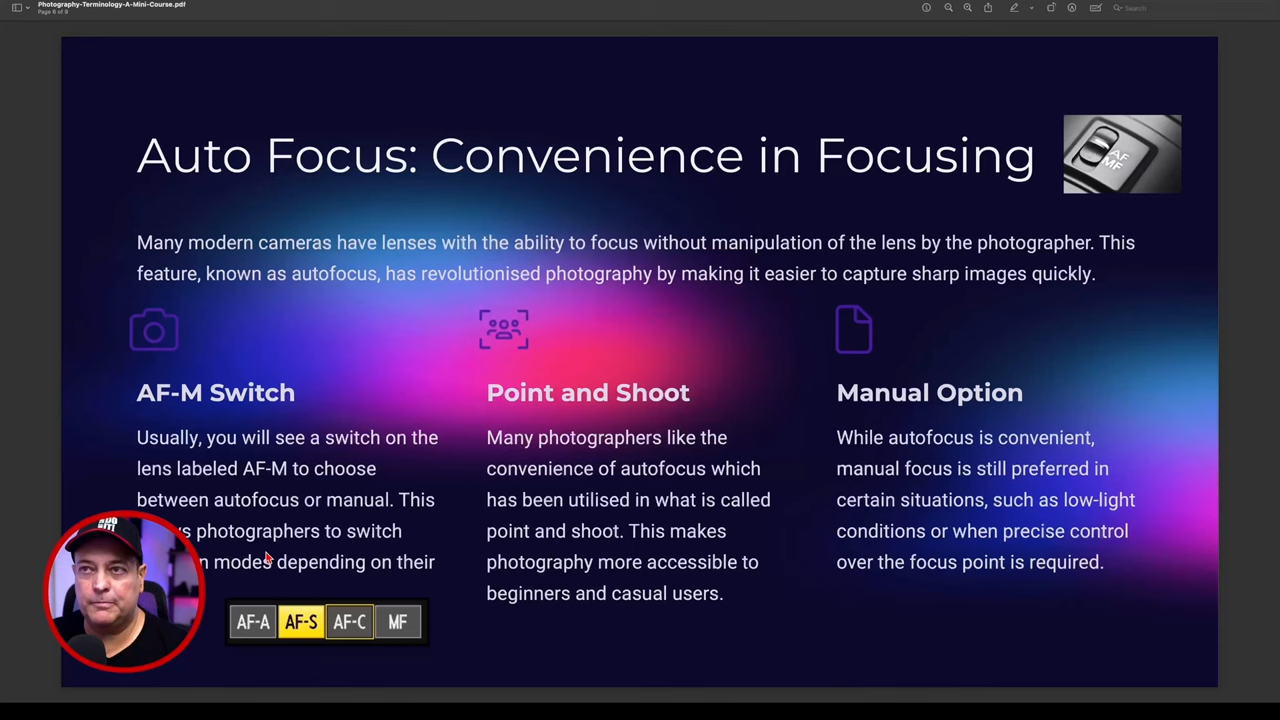 Photography-Terminology-A-Mini-Course.pdf
Page 6 of 9
Search
Auto Focus: Convenience in Focusing
AF
MF
Many modern cameras have lenses with the ability to focus without manipulation of the lens by the photographer. This
feature, known as autofocus, has revolutionised photography by making it easier to capture sharp images quickly.
AF-M Switch
Usually, you will see a switch on the
lens labeled AF-M to choose
between autofocus or manual. This
photographers to switch
modes depending on their
Point and Shoot
Many photographers like the
convenience of autofocus which
has been utilised in what is called
point and shoot. This makes
photography more accessible to
beginners and casual users.
Manual Option
While autofocus is convenient,
manual focus is still preferred in
certain situations, such as low-light
conditions or when precise control
over the focus point is required.
AF-A AF-S AF-C MF